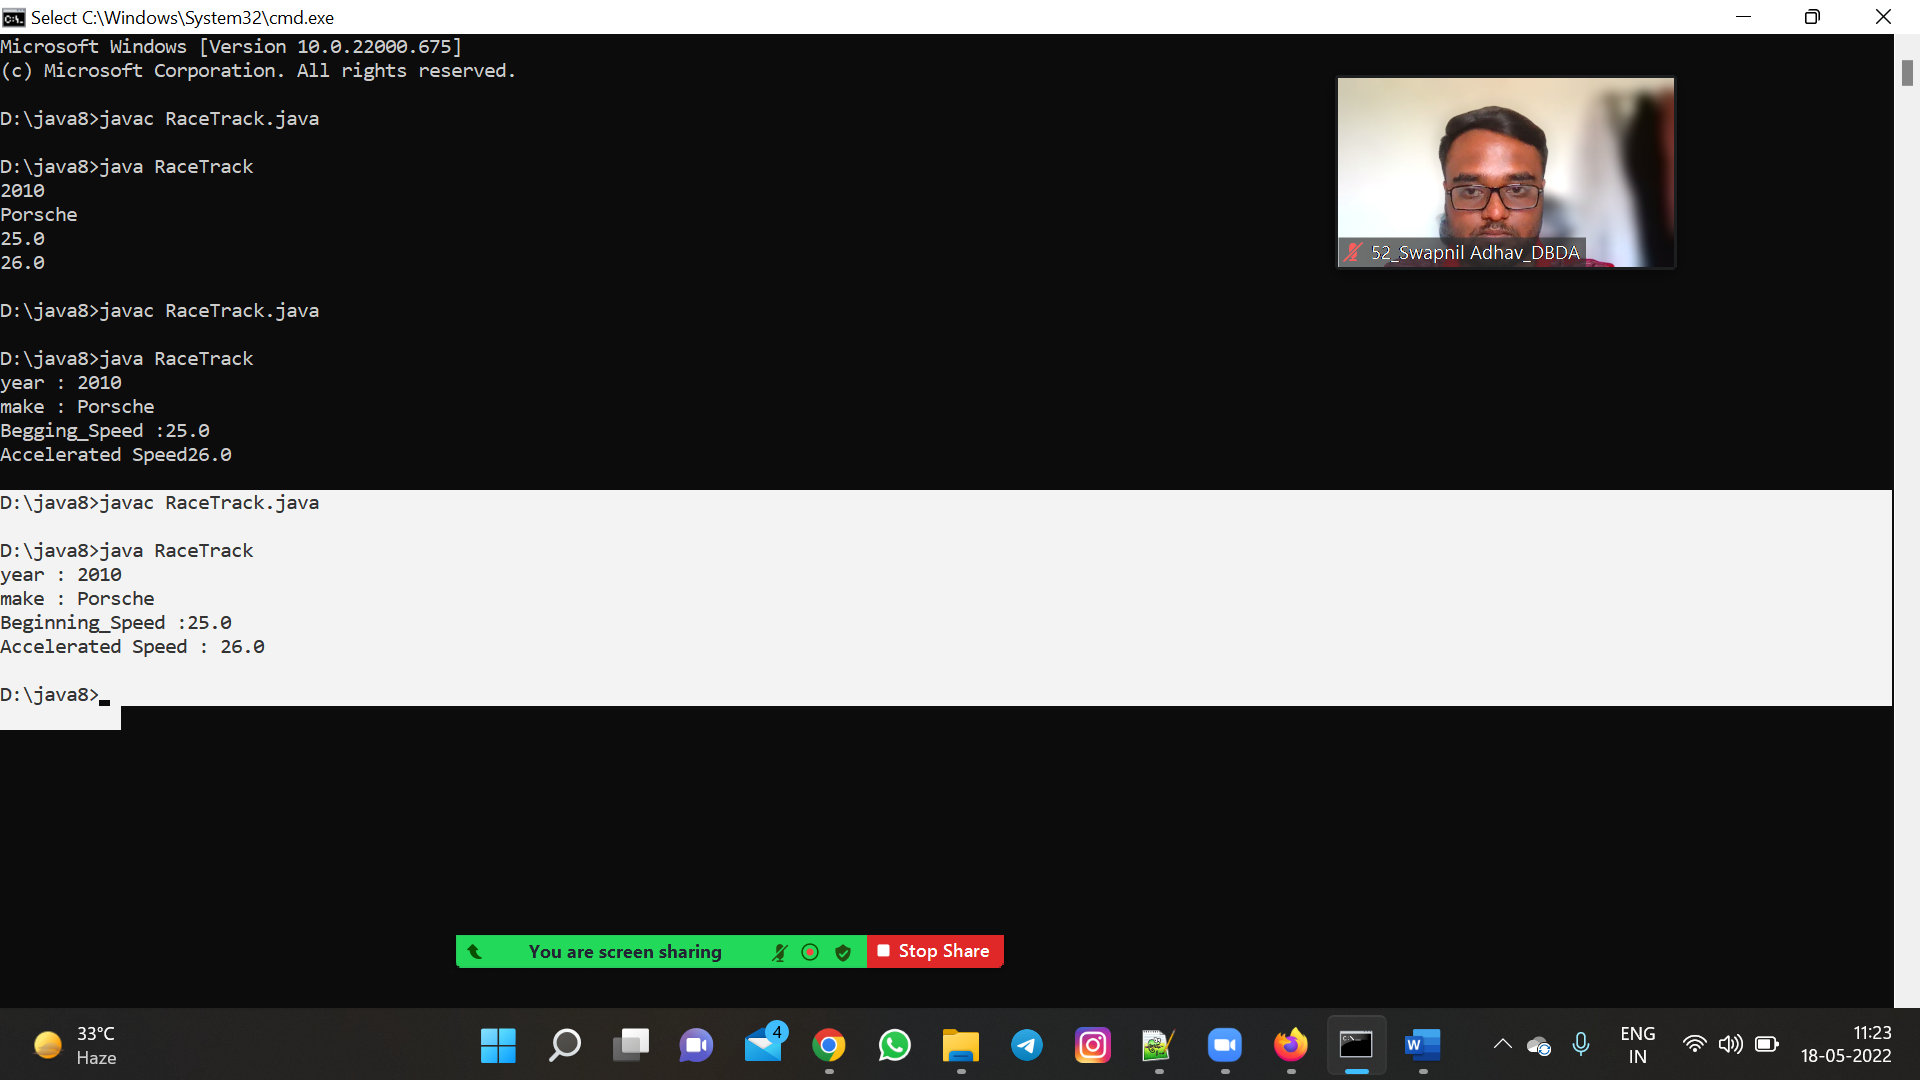 Select C:\Windows\System32\cmd.exe
Microsoft Windows [Version 10.0.22000.675]
(c) Microsoft Corporation. All rights reserved.
D:\java8>javac RaceTrack.java
D:\java8>java RaceTrack
2010
Porsche
25.0
26.0
D:\java8>javac RaceTrack.java
D:\java8>java RaceTrack
year : 2010
make : Porsche
Begging_Speed :25.0
Accelerated Speed26.0
D:\java8>javac RaceTrack.java
D:\java8>java RaceTrack
year : 2010
make : Porsche
Beginning_Speed :25.0
Accelerated Speed : 26.0
D:\java8>
52_Swapnil Adhav_DBDA
You are screen sharing
Stop Share
33°C
Haze
4
ENG
IN
11:23
18-05-2022